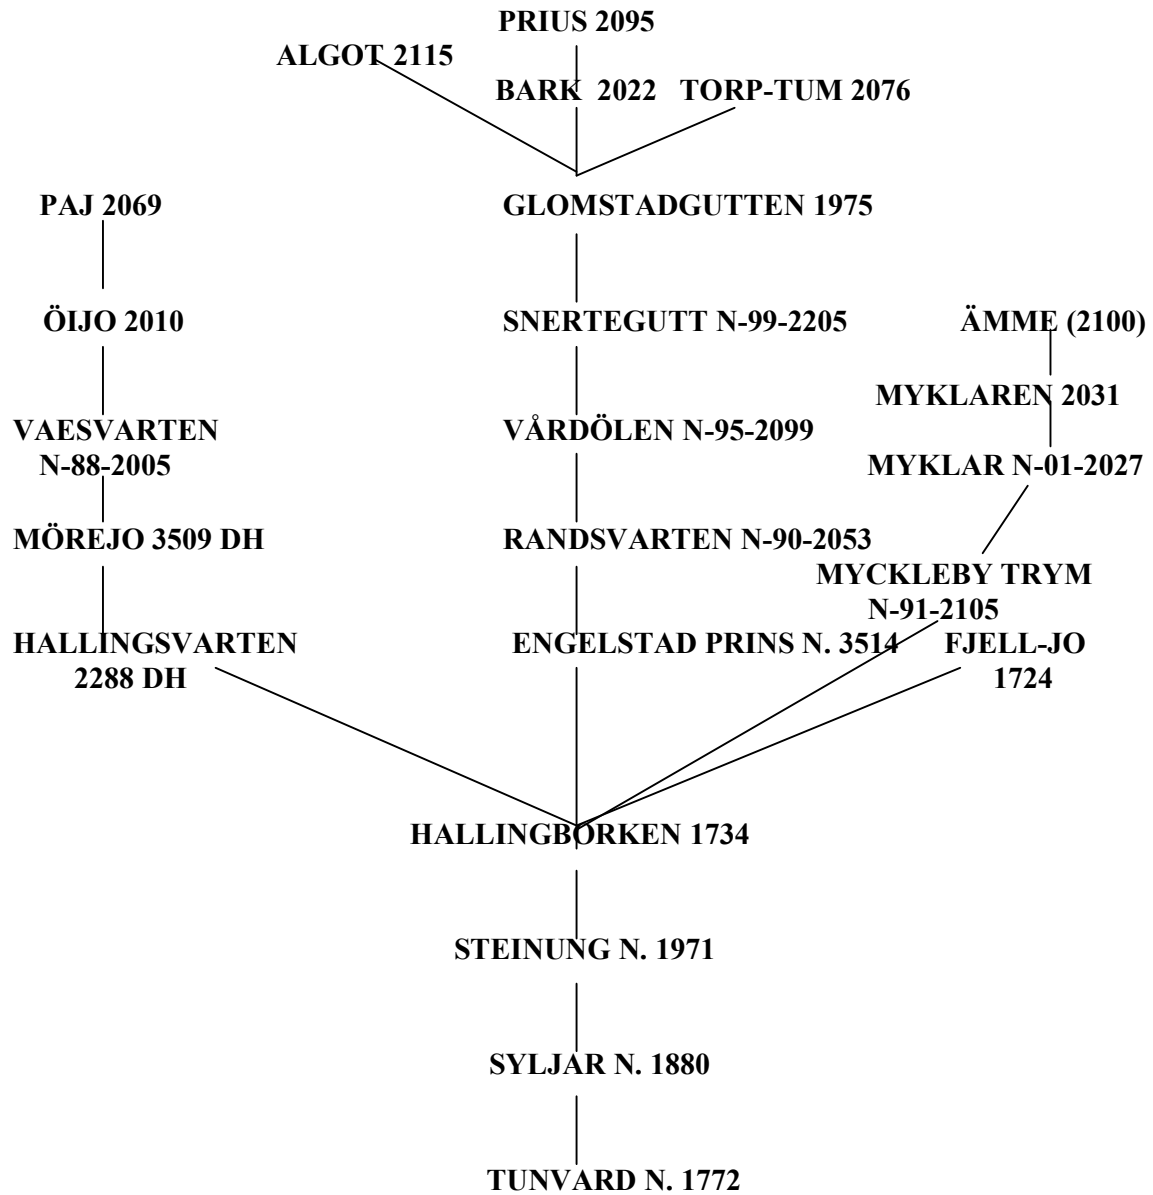 PRIUS 2095
ALGOT 2115
BARK 2022 TORP-TUM 2076
PAJ 2069 GLOMSTADGUTTEN 1975
ÖIJO 2010 SNERTEGUTT N-99-2205 ÄMME (2100)
MYKLAREN 2031
VAESVARTEN VÅRDÖLEN N-95-2099
N-88-2005 MYKLAR N-01-2027
MÖREJO 3509 DH RANDSVARTEN N-90-2053
MYCKLEBY TRYM
N-91-2105
HALLINGSVARTEN ENGELSTAD PRINS N. 3514 FJELL-JO
2288 DH 1724
HALLINGBORKEN 1734
STEINUNG N. 1971
SYLJAR N. 1880
TUNVARD N. 1772